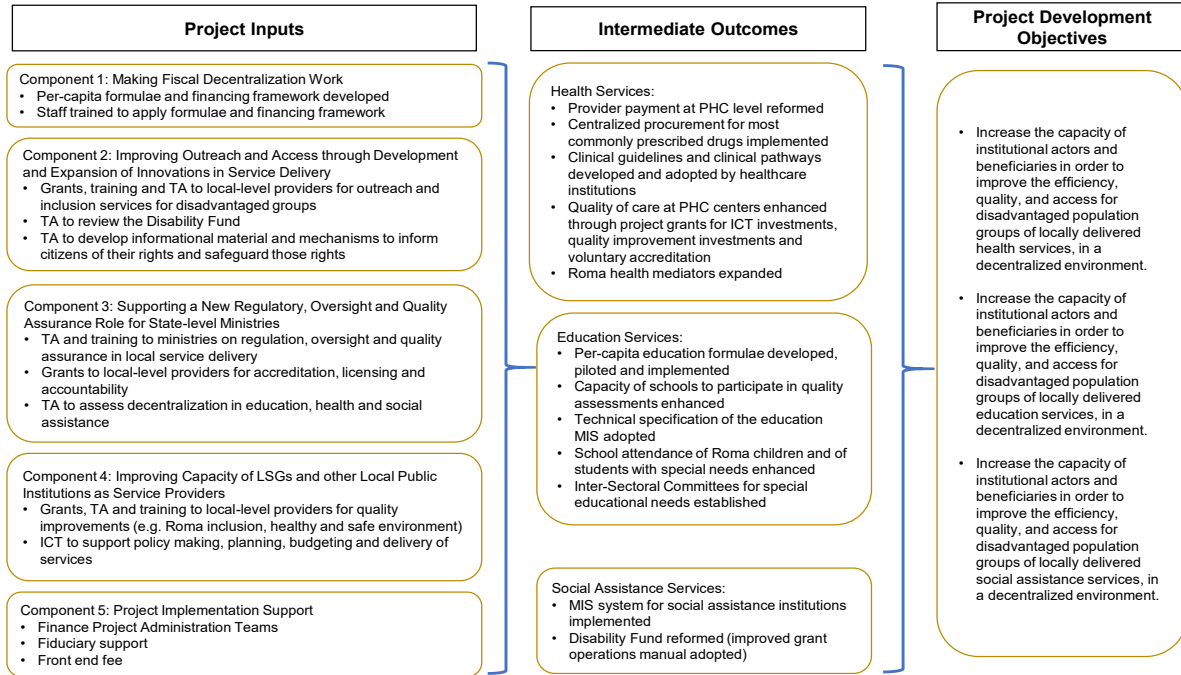 Project Inputs
Component 1: Making Fiscal Decentralization Work
• Per-capita formulae and financing framework developed
• Staff trained to apply formulae and financing framework
Component 2: Improving Outreach and Access through Development
and Expansion of Innovations in Service Delivery
• Grants, training and TA to local-level providers for outreach and
inclusion services for disadvantaged groups
• TA to review the Disability Fund
• TA to develop informational material and mechanisms to inform
citizens of their rights and safeguard those rights
Component 3: Supporting a New Regulatory, Oversight and Quality
Assurance Role for State-level Ministries
• TA and training to ministries on regulation, oversight and quality
assurance in local service delivery
• Grants to local-level providers for accreditation, licensing and
accountability
• TA to assess decentralization in education, health and social
assistance
Component 4: Improving Capacity of LSGs and other Local Public
Institutions as Service Providers
• Grants, TA and training to local-level providers for quality
improvements (e.g. Roma inclusion, healthy and safe environment)
• ICT to support policy making, planning, budgeting and delivery of
services
Component 5: Project Implementation Support
• Finance Project Administration Teams
• Fiduciary support
• Front end fee
Intermediate Outcomes
Health Services:
• Provider payment at PHC level reformed
• Centralized procurement for most
commonly prescribed drugs implemented
• Clinical guidelines and clinical pathways
developed and adopted by healthcare
institutions
• Quality of care at PHC centers enhanced
through project grants for ICT investments,
quality improvement investments and
voluntary accreditation
• Roma health mediators expanded
Education Services:
• Per-capita education formulae developed,
piloted and implemented
• Capacity of schools to participate in quality
assessments enhanced
• Technical specification of the education
MIS adopted
• School attendance of Roma children and of
students with special needs enhanced
• Inter-Sectoral Committees for special
educational needs established
Social Assistance Services:
• MIS system for social assistance institutions
implemented
• Disability Fund reformed (improved grant
operations manual adopted)
Project Development
Objectives
• Increase the capacity of
institutional actors and
beneficiaries in order to
improve the efficiency,
quality, and access for
disadvantaged population
groups of locally delivered
health services, in a
decentralized environment.
• Increase the capacity of
institutional actors and
beneficiaries in order to
improve the efficiency,
quality, and access for
disadvantaged population
groups of locally delivered
education services, in a
decentralized environment.
• Increase the capacity of
institutional actors and
beneficiaries in order to
improve the efficiency,
quality, and access for
disadvantaged population
groups of locally delivered
social assistance services, in
a decentralized environment.